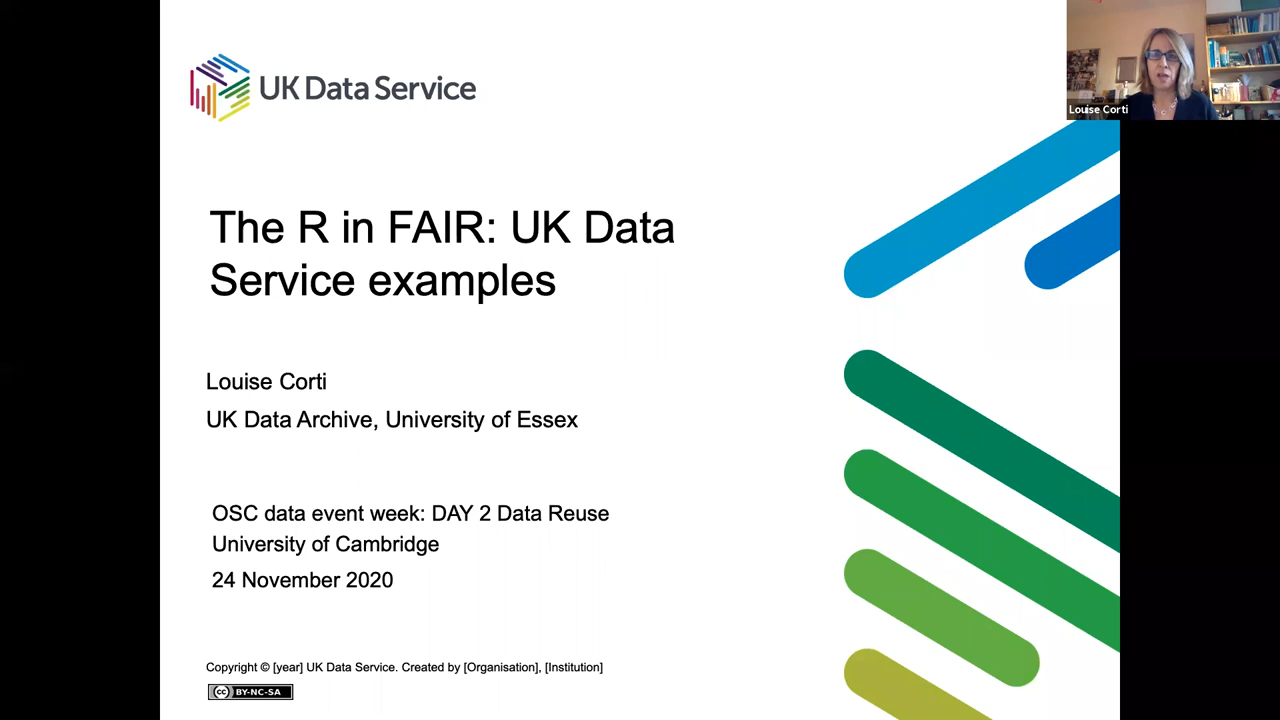 UK Data Service
Louise Corti
The R in FAIR: UK Data
Service examples
Louise Corti
UK Data Archive, University of Essex
OSC data event week: DAY 2 Data Reuse
University of Cambridge
24 November 2020
Copyright © [year] UK Data Service. Created by [Organisation], [Institution]
cc BY-NC-SA